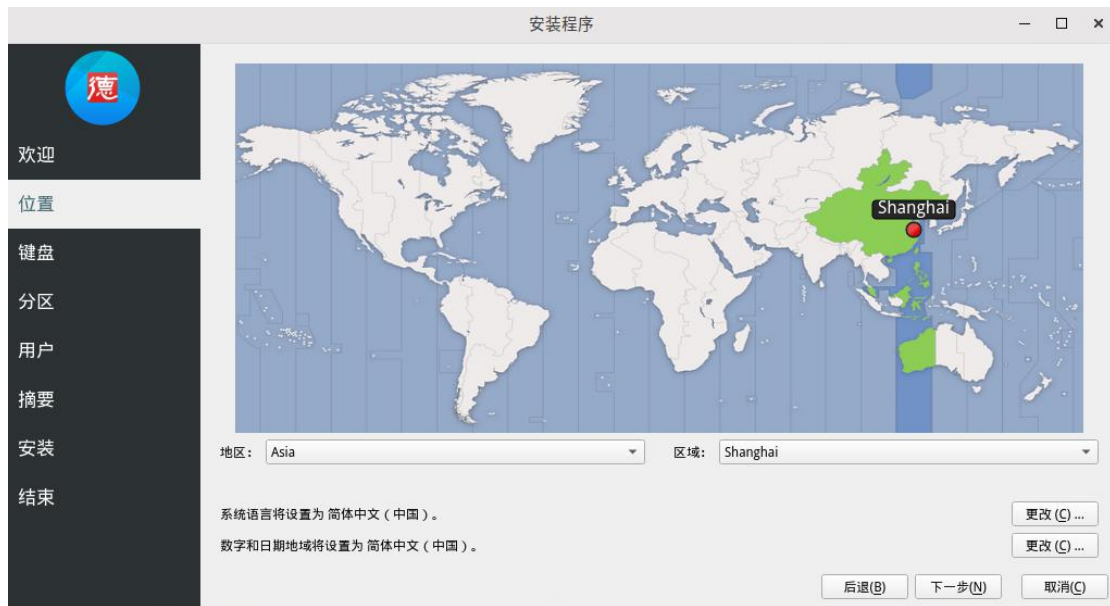 安装程序
德
欢迎
位置
键盘
分区
用户
摘要
安装
结束
Shanghai
地区： Asia 区域： Shanghai
系统语言将设置为 简体中文（中国）。 更改 (C) ...
数字和日期地域将设置为 简体中文（中国）。 更改 (C) ...
后退(B) 下一步(N) 取消(C)